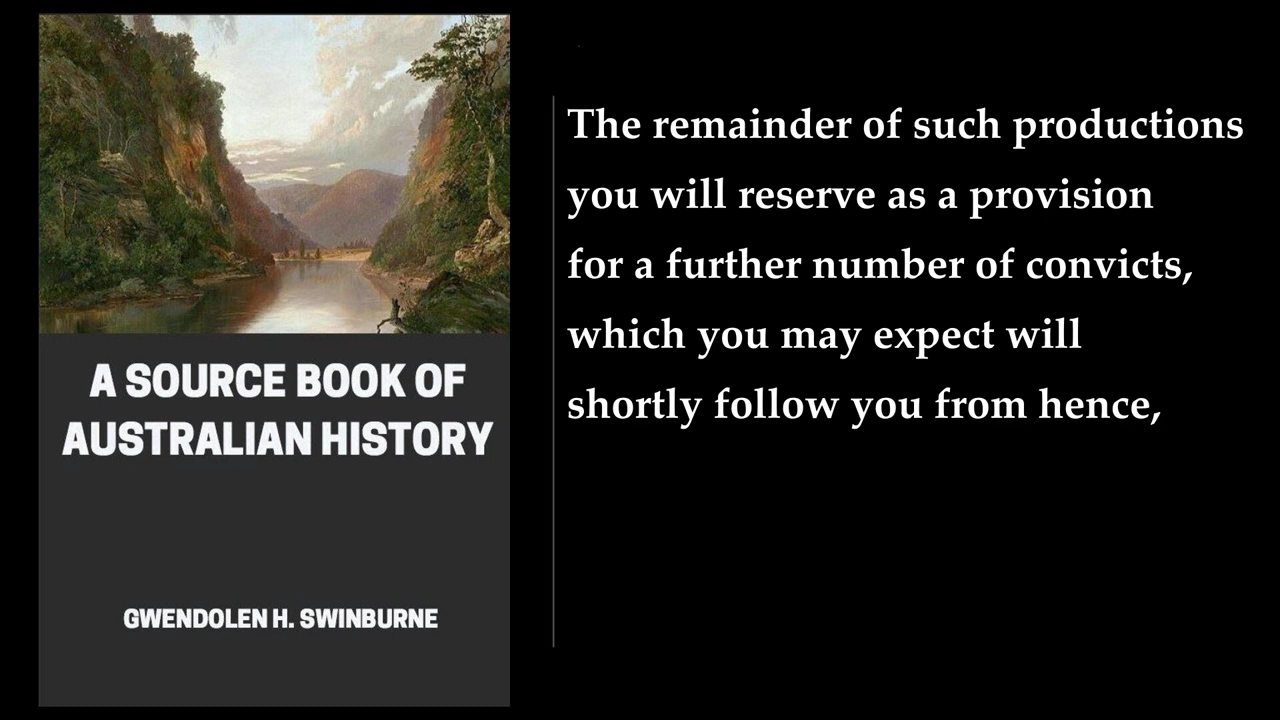 A SOURCE BOOK OF
AUSTRALIAN HISTORY
GWENDOLEN H. SWINBURNE
The remainder of such productions
you will reserve as a provision
for a further number of convicts,
which you may expect will
shortly follow you from hence,